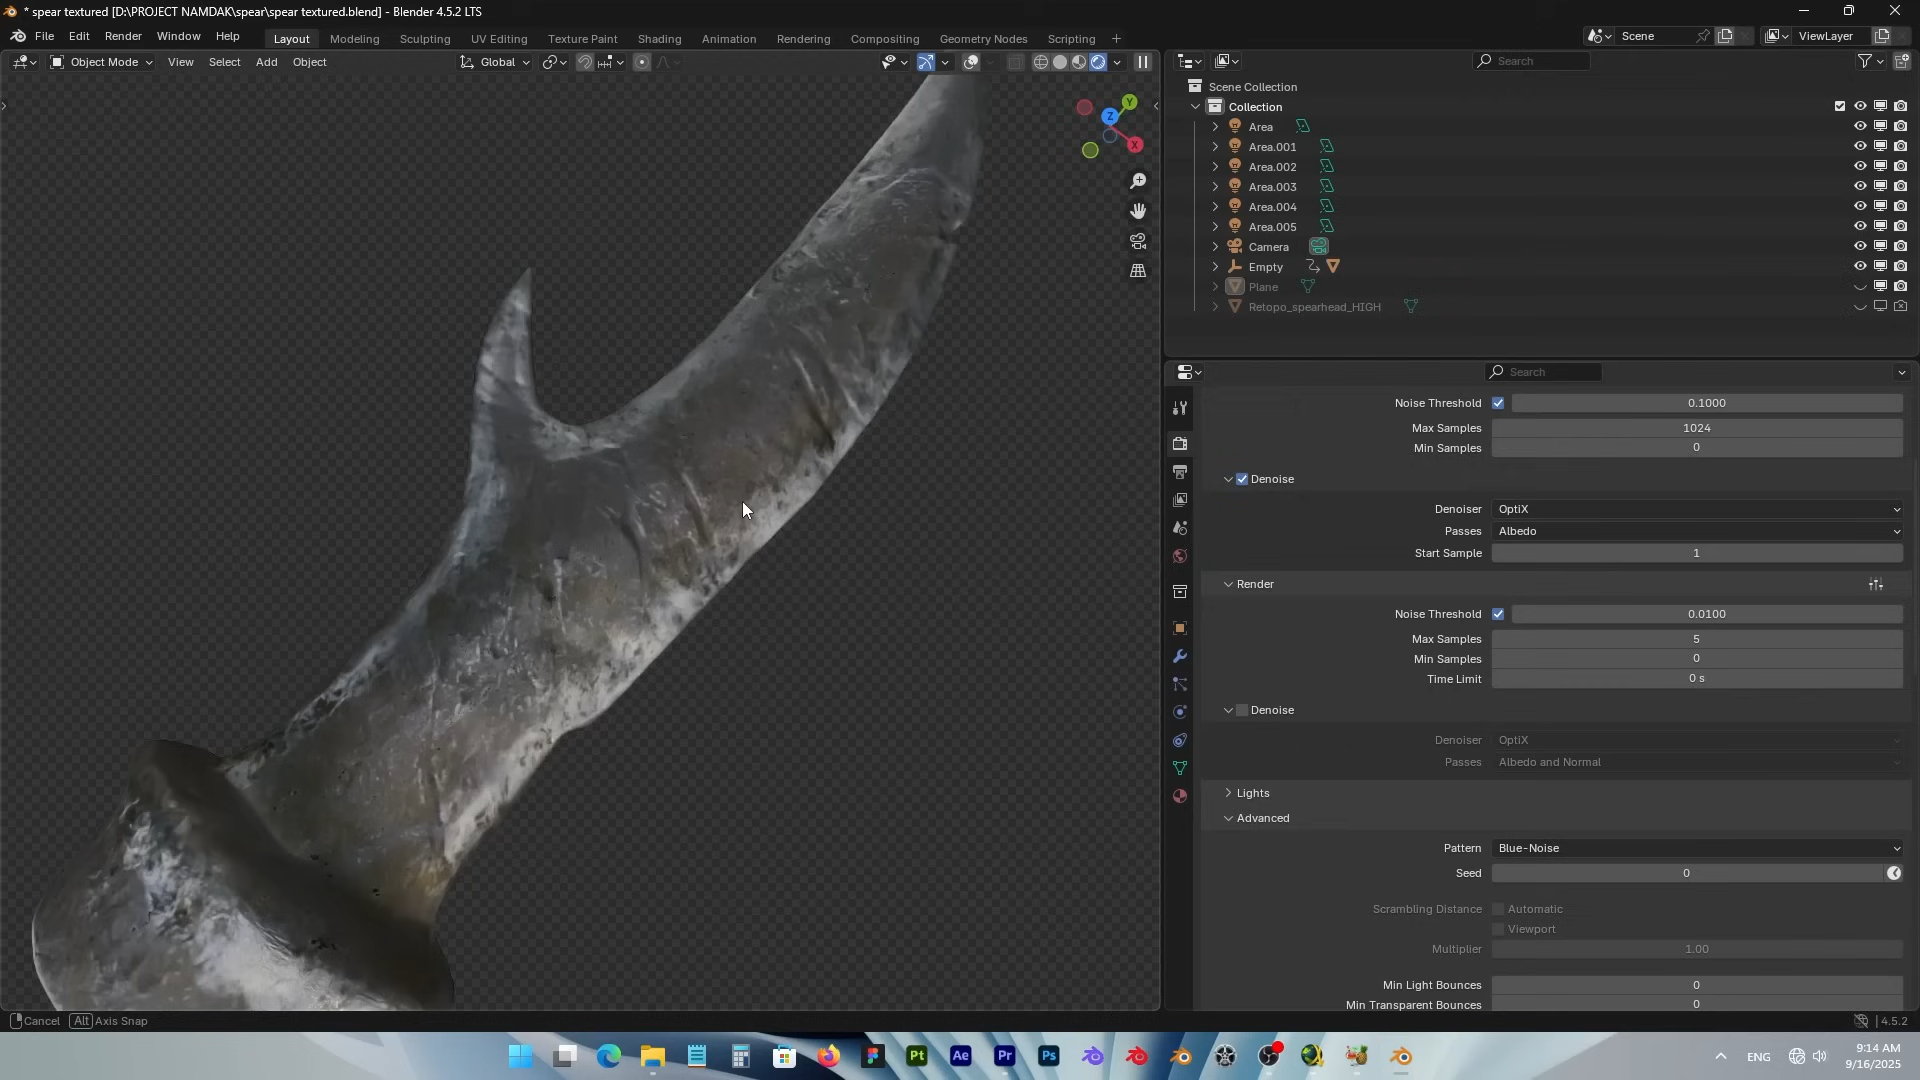 * spear textured [D:\PROJECT NAMDAK\spear\spear textured.blend] - Blender 4.5.2 LTS
File Edit Render Window Help Layout Modeling Sculpting UV Editing Texture Paint Shading Animation Rendering Compositing Geometry Nodes Scripting + Scene ViewLayer
Object Mode View Select Add Object Global Search
Y
Z
X
Scene Collection
Collection
Area
Area.001
Area.002
Area.003
Area.004
Area.005
Camera
Empty
Plane
Retopo_spearhead_HIGH
Search
Noise Threshold 0.1000
Max Samples 1024
Min Samples 0
Denoise
Denoiser OptiX
Passes Albedo
Start Sample 1
Render
Noise Threshold 0.0100
Max Samples 5
Min Samples 0
Time Limit 0 s
Denoise
Denoiser OptiX
Passes Albedo and Normal
Lights
Advanced
Pattern Blue-Noise
Seed 0
Scrambling Distance Automatic
Viewport
Multiplier 1.00
Min Light Bounces 0
Min Transparent Bounces 0
Cancel Alt Axis Snap 4.5.2
Pt Ae Pr Ps
ENG
9:14 AM
9/16/2025